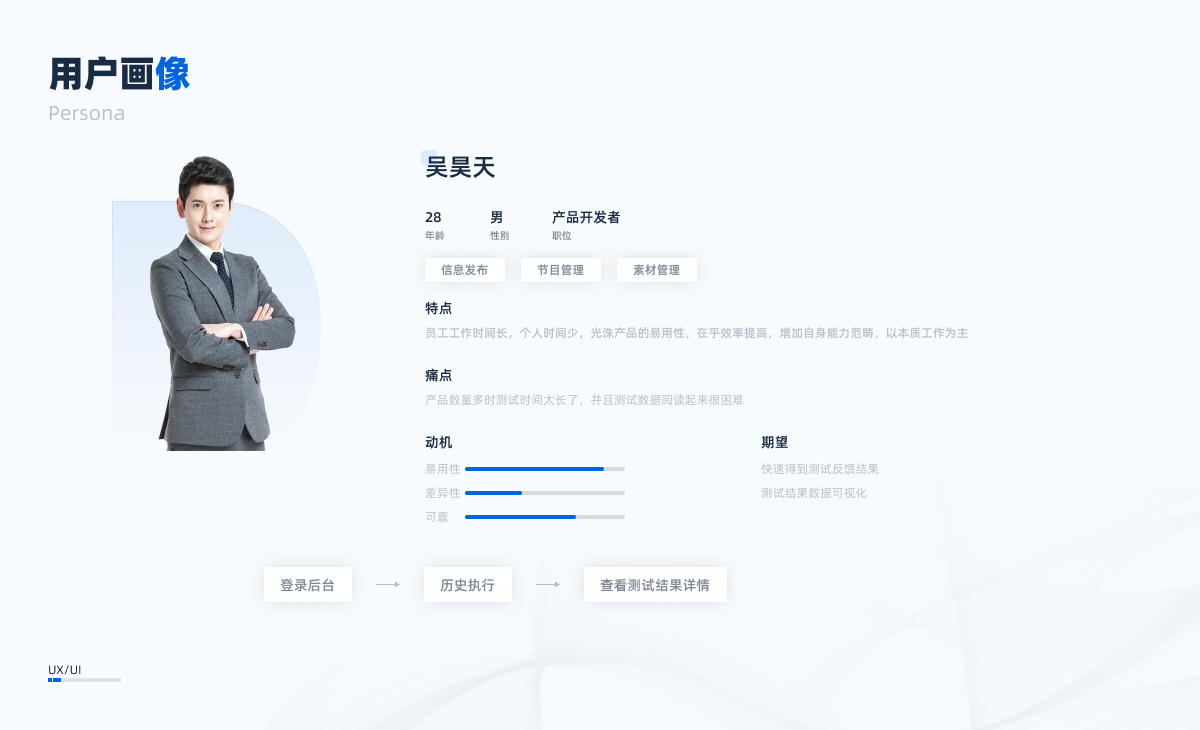 用户画像
Persona
吴昊天
28 男 产品开发者
年龄 性别 职位
信息发布 节目管理 素材管理
特点
员工工作时间长，个人时间少，光洙产品的易用性，在乎效率提高，增加自身能力范畴，以本质工作为主
痛点
产品数量多时测试时间太长了，并且测试数据阅读起来很困难
动机 期望
易用性 快速得到测试反馈结果
差异性 测试结果数据可视化
可靠
登录后台 历史执行 查看测试结果详情
UX/UI